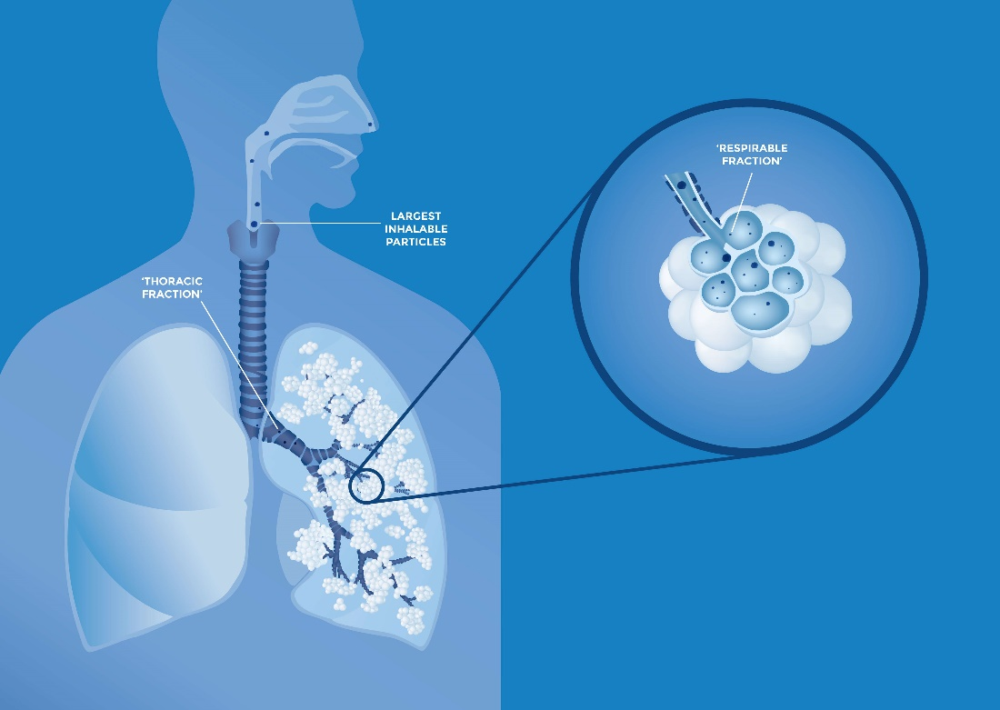 'RESPIRABLE
FRACTION'
LARGEST
INHALABLE
PARTICLES
'THORACIC
FRACTION'